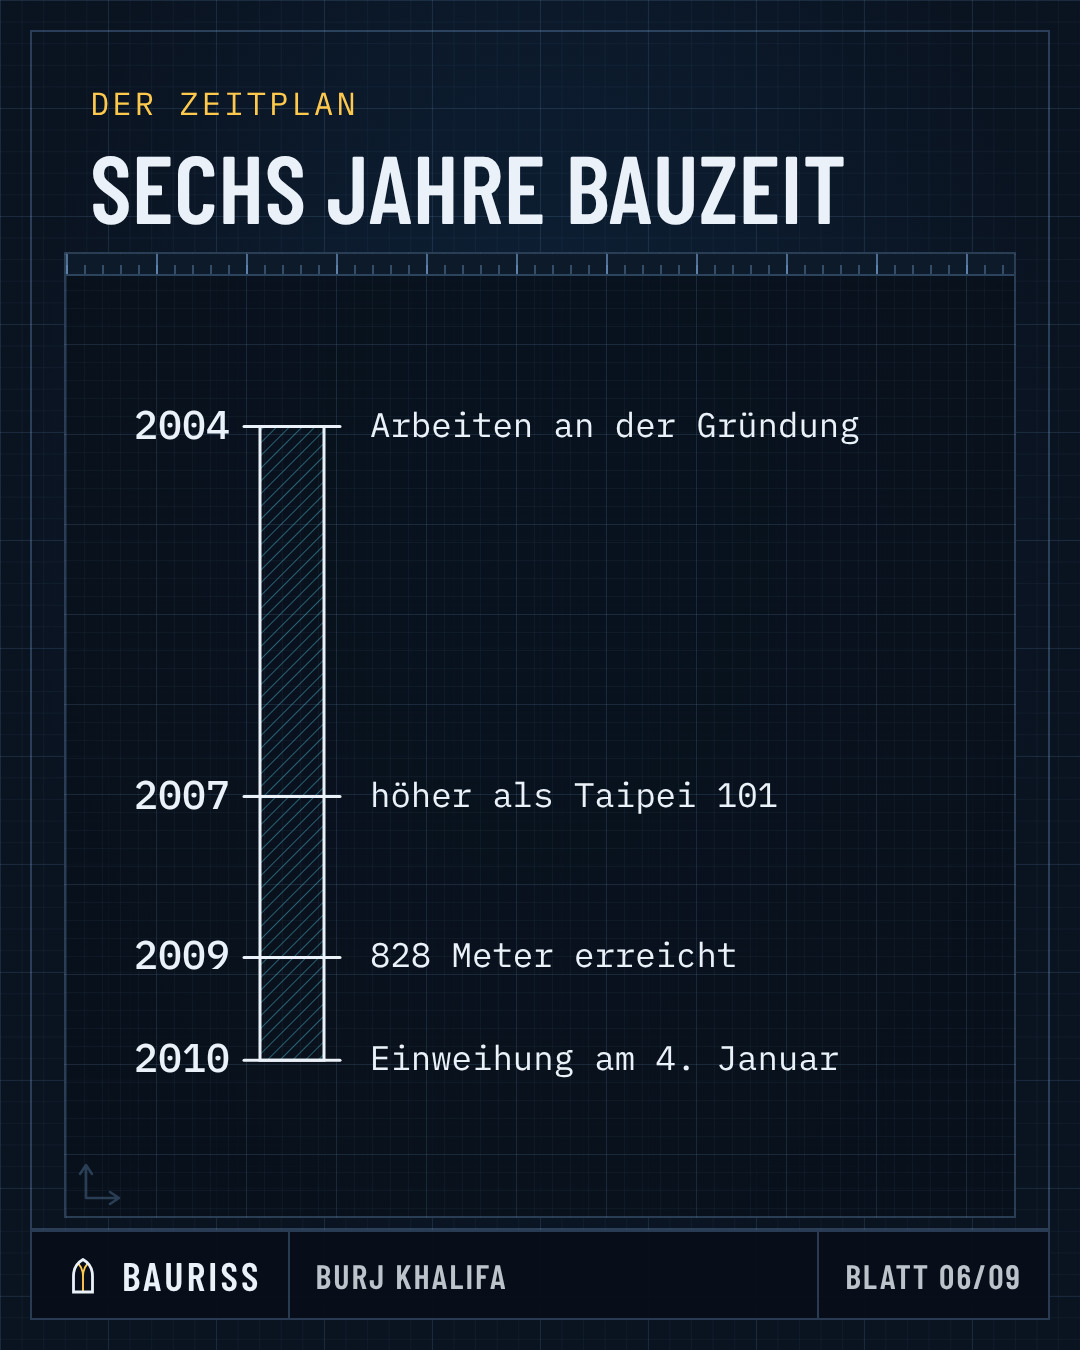 DER ZEITPLAN
SECHS JAHRE BAUZEIT
2004 Arbeiten an der Gründung
2007 höher als Taipei 101
2009 828 Meter erreicht
2010 Einweihung am 4. Januar
BAURISS BURJ KHALIFA BLATT 06/09